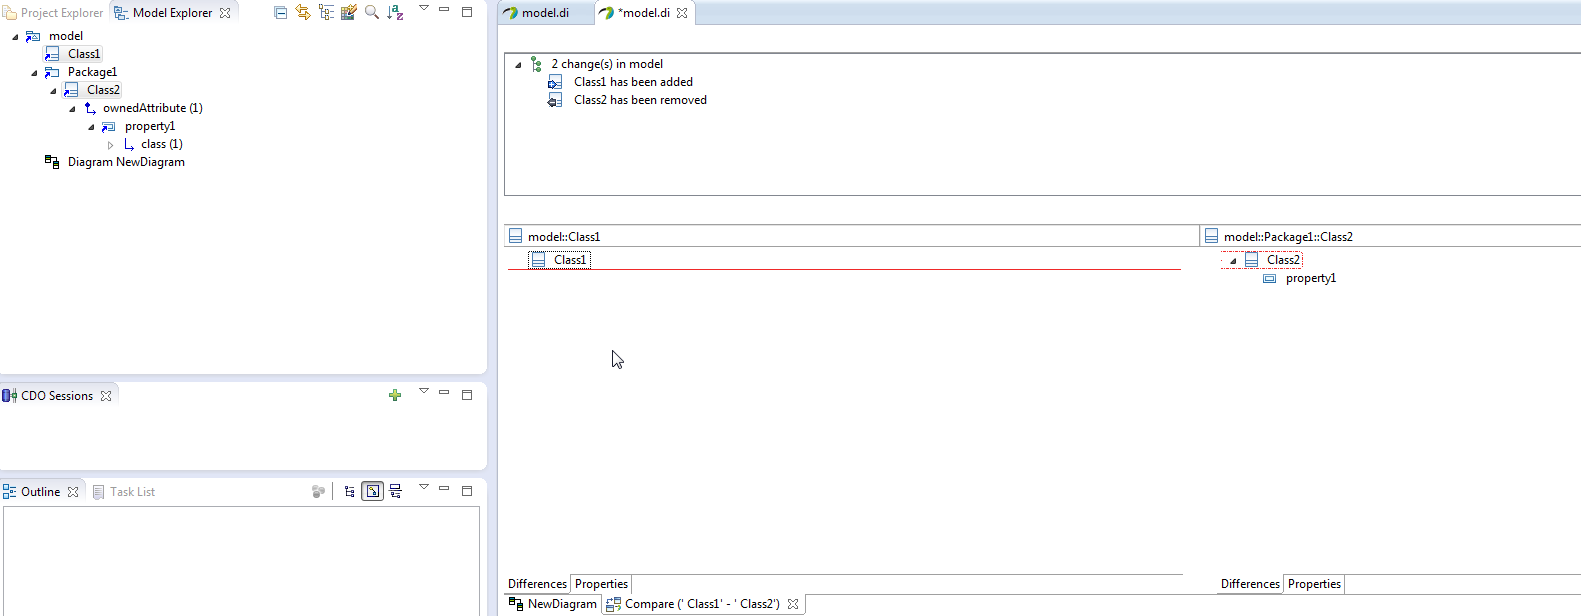 Project Explorer
Model Explorer
model
Class1
Package1
Class2
ownedAttribute (1)
property1
class (1)
Diagram NewDiagram
CDO Sessions
Outline
Task List
model.di
*model.di
2 change(s) in model
Class1 has been added
Class2 has been removed
model::Class1
Class1
model::Package1::Class2
Class2
property1
Differences
Properties
Differences
Properties
NewDiagram
Compare (' Class1' - ' Class2')